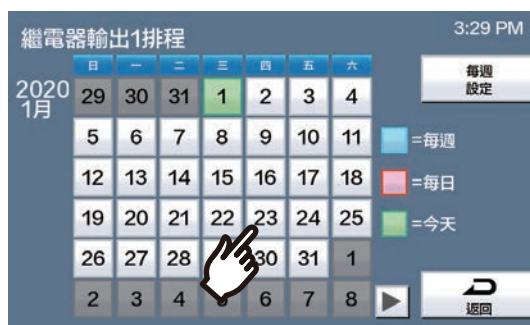 繼電器輸出1排程
3:29 PM
每週
設定
2020
1月
日 一 二 三 四 五 六
29 30 31 1 2 3 4
5 6 7 8 9 10 11
12 13 14 15 16 17 18
19 20 21 22 23 24 25
26 27 28 30 31 1
2 3 4 5 6 7 8
=每週
=每日
=今天
返回